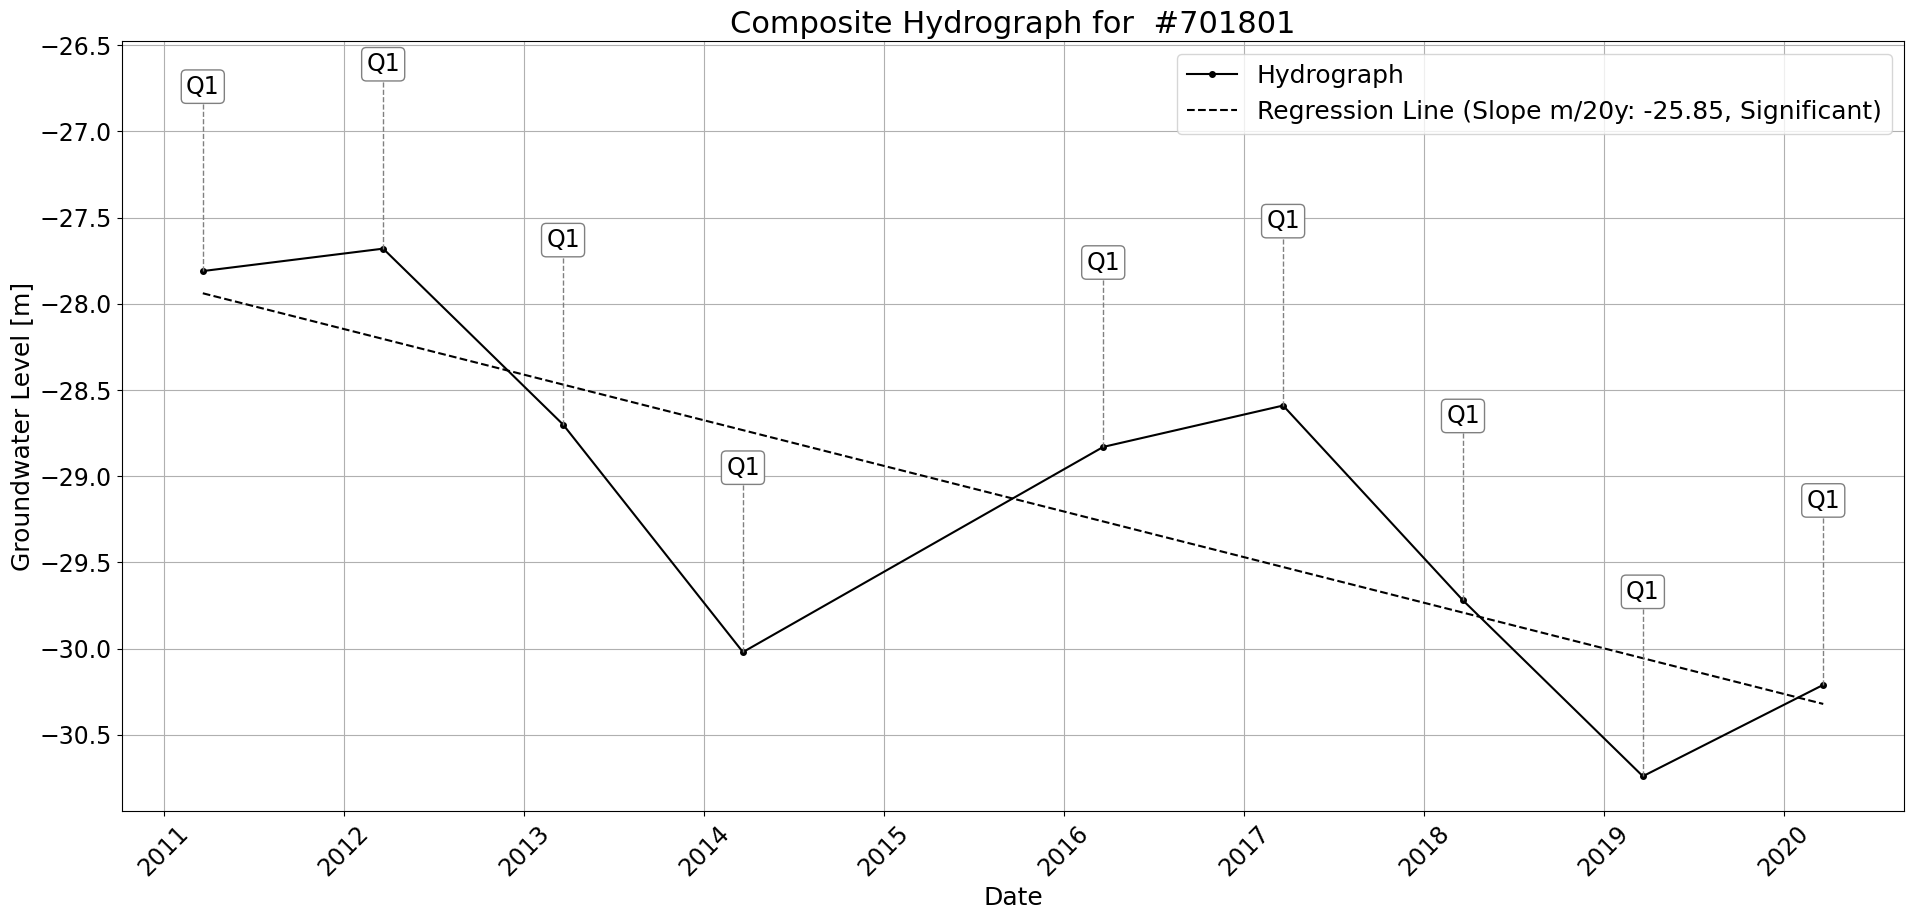 Composite Hydrograph for  #701801
Hydrograph
Regression Line (Slope m/20y: -25.85, Significant)
Groundwater Level [m]
−26.5
−27.0
−27.5
−28.0
−28.5
−29.0
−29.5
−30.0
−30.5
Q1
Q1
Q1
Q1
Q1
Q1
Q1
Q1
Q1
2011
2012
2013
2014
2015
2016
2017
2018
2019
2020
Date